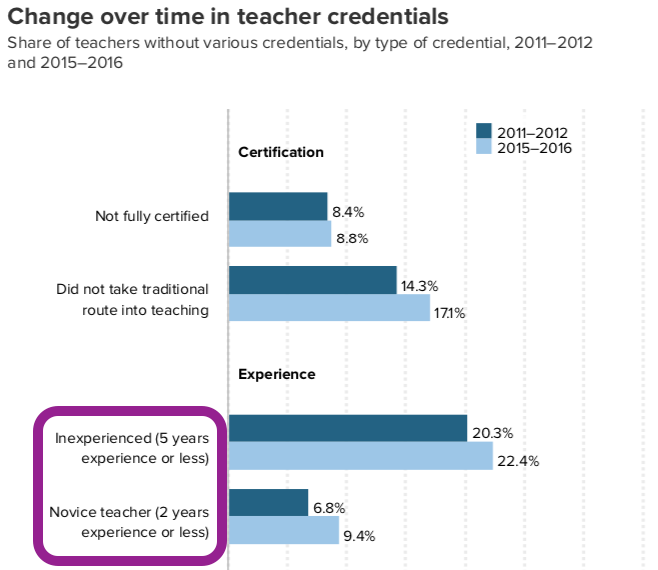 Change over time in teacher credentials
Share of teachers without various credentials, by type of credential, 2011–2012
and 2015–2016
2011–2012
2015–2016
Certification
Not fully certified
8.4%
8.8%
Did not take traditional
route into teaching
14.3%
17.1%
Experience
Inexperienced (5 years
experience or less)
20.3%
22.4%
Novice teacher (2 years
experience or less)
6.8%
9.4%